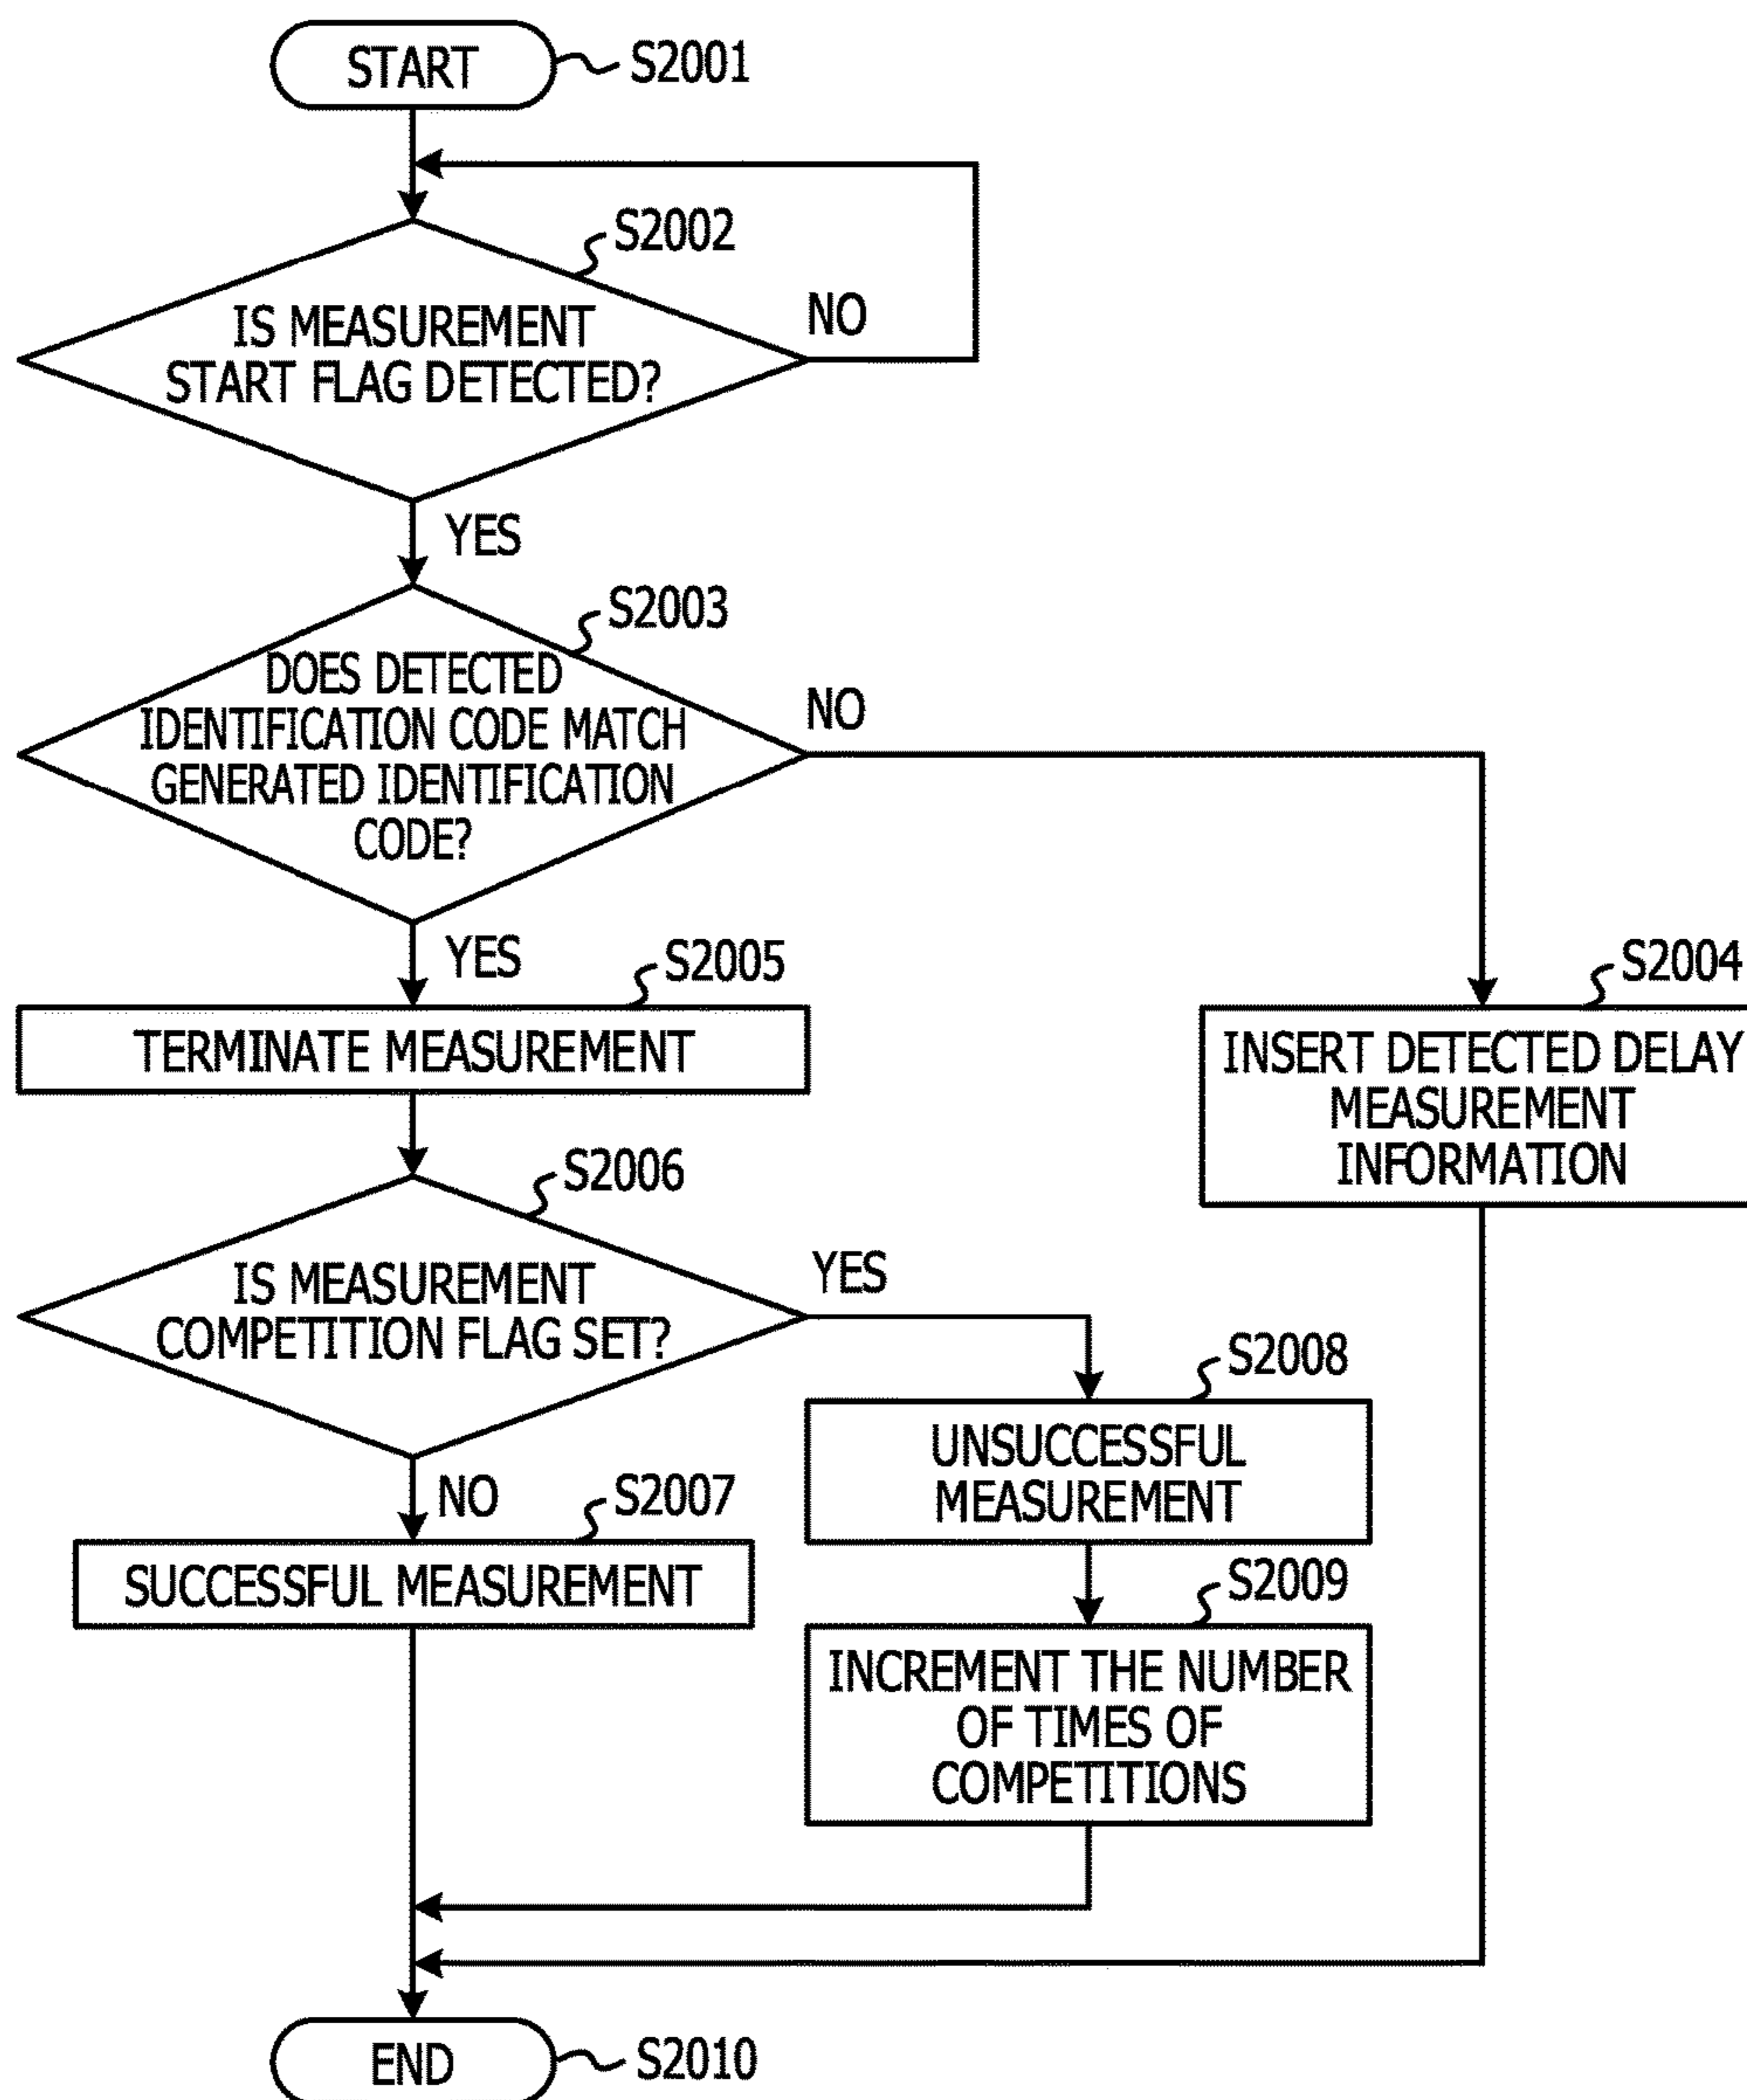 START
S2001
S2002
IS MEASUREMENT
START FLAG DETECTED?
NO
YES
S2003
DOES DETECTED
IDENTIFICATION CODE MATCH
GENERATED IDENTIFICATION
CODE?
NO
YES
S2005
TERMINATE MEASUREMENT
S2004
INSERT DETECTED DELAY
MEASUREMENT
INFORMATION
S2006
IS MEASUREMENT
COMPETITION FLAG SET?
YES
NO
S2007
SUCCESSFUL MEASUREMENT
S2008
UNSUCCESSFUL
MEASUREMENT
S2009
INCREMENT THE NUMBER
OF TIMES OF
COMPETITIONS
END
S2010